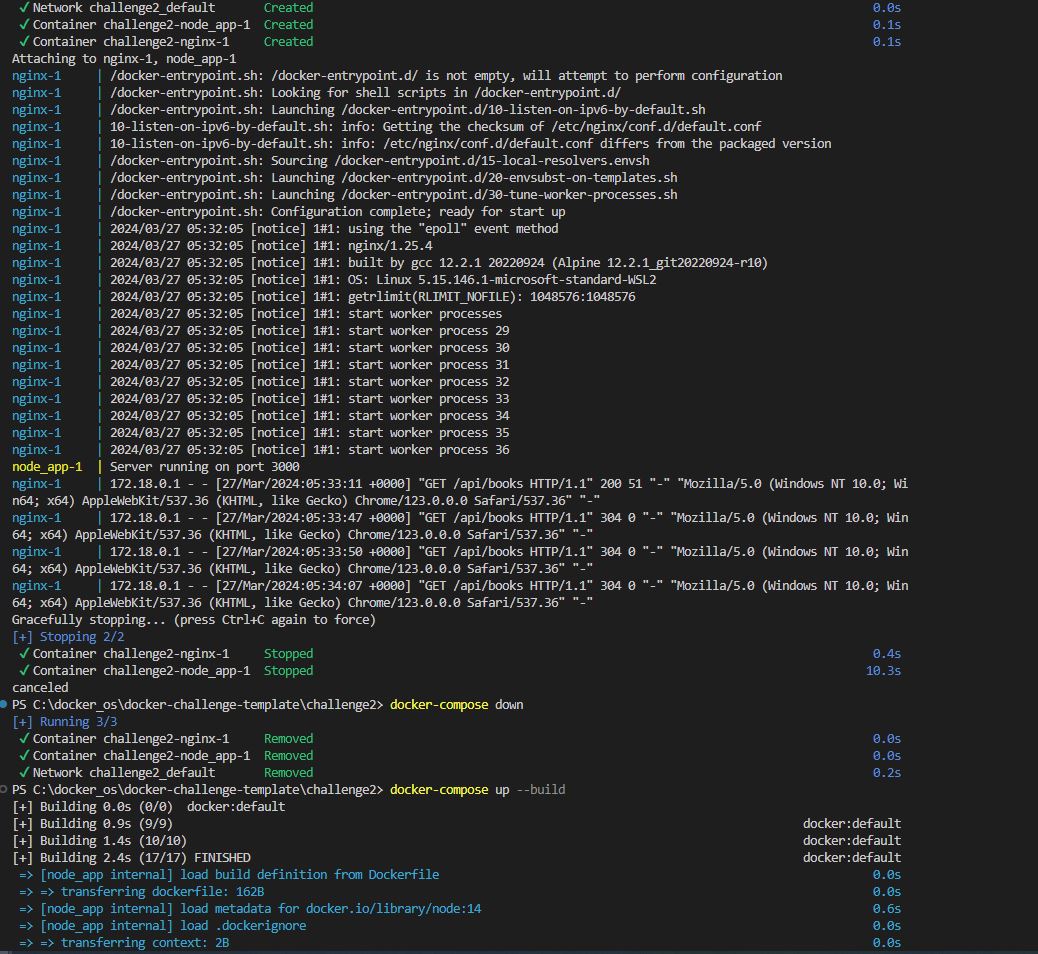 ✓ Network challenge2_default Created 0.0s
✓ Container challenge2-node_app-1 Created 0.1s
✓ Container challenge2-nginx-1 Created 0.1s
Attaching to nginx-1, node_app-1
nginx-1 | /docker-entrypoint.sh: /docker-entrypoint.d/ is not empty, will attempt to perform configuration
nginx-1 | /docker-entrypoint.sh: Looking for shell scripts in /docker-entrypoint.d/
nginx-1 | /docker-entrypoint.sh: Launching /docker-entrypoint.d/10-listen-on-ipv6-by-default.sh
nginx-1 | 10-listen-on-ipv6-by-default.sh: info: Getting the checksum of /etc/nginx/conf.d/default.conf
nginx-1 | 10-listen-on-ipv6-by-default.sh: info: /etc/nginx/conf.d/default.conf differs from the packaged version
nginx-1 | /docker-entrypoint.sh: Sourcing /docker-entrypoint.d/15-local-resolvers.envsh
nginx-1 | /docker-entrypoint.sh: Launching /docker-entrypoint.d/20-envsubst-on-templates.sh
nginx-1 | /docker-entrypoint.sh: Launching /docker-entrypoint.d/30-tune-worker-processes.sh
nginx-1 | /docker-entrypoint.sh: Configuration complete; ready for start up
nginx-1 | 2024/03/27 05:32:05 [notice] 1#1: using the "epoll" event method
nginx-1 | 2024/03/27 05:32:05 [notice] 1#1: nginx/1.25.4
nginx-1 | 2024/03/27 05:32:05 [notice] 1#1: built by gcc 12.2.1 20220924 (Alpine 12.2.1_git20220924-r10)
nginx-1 | 2024/03/27 05:32:05 [notice] 1#1: OS: Linux 5.15.146.1-microsoft-standard-WSL2
nginx-1 | 2024/03/27 05:32:05 [notice] 1#1: getrlimit(RLIMIT_NOFILE): 1048576:1048576
nginx-1 | 2024/03/27 05:32:05 [notice] 1#1: start worker processes
nginx-1 | 2024/03/27 05:32:05 [notice] 1#1: start worker process 29
nginx-1 | 2024/03/27 05:32:05 [notice] 1#1: start worker process 30
nginx-1 | 2024/03/27 05:32:05 [notice] 1#1: start worker process 31
nginx-1 | 2024/03/27 05:32:05 [notice] 1#1: start worker process 32
nginx-1 | 2024/03/27 05:32:05 [notice] 1#1: start worker process 33
nginx-1 | 2024/03/27 05:32:05 [notice] 1#1: start worker process 34
nginx-1 | 2024/03/27 05:32:05 [notice] 1#1: start worker process 35
nginx-1 | 2024/03/27 05:32:05 [notice] 1#1: start worker process 36
node_app-1 | Server running on port 3000
nginx-1 | 172.18.0.1 - - [27/Mar/2024:05:33:11 +0000] "GET /api/books HTTP/1.1" 200 51 "-" "Mozilla/5.0 (Windows NT 10.0; Wi
n64; x64) AppleWebKit/537.36 (KHTML, like Gecko) Chrome/123.0.0.0 Safari/537.36" "-"
nginx-1 | 172.18.0.1 - - [27/Mar/2024:05:33:47 +0000] "GET /api/books HTTP/1.1" 304 0 "-" "Mozilla/5.0 (Windows NT 10.0; Win
64; x64) AppleWebKit/537.36 (KHTML, like Gecko) Chrome/123.0.0.0 Safari/537.36" "-"
nginx-1 | 172.18.0.1 - - [27/Mar/2024:05:33:50 +0000] "GET /api/books HTTP/1.1" 304 0 "-" "Mozilla/5.0 (Windows NT 10.0; Win
64; x64) AppleWebKit/537.36 (KHTML, like Gecko) Chrome/123.0.0.0 Safari/537.36" "-"
nginx-1 | 172.18.0.1 - - [27/Mar/2024:05:34:07 +0000] "GET /api/books HTTP/1.1" 304 0 "-" "Mozilla/5.0 (Windows NT 10.0; Win
64; x64) AppleWebKit/537.36 (KHTML, like Gecko) Chrome/123.0.0.0 Safari/537.36" "-"
Gracefully stopping... (press Ctrl+C again to force)
[+] Stopping 2/2
✓ Container challenge2-nginx-1 Stopped 0.4s
✓ Container challenge2-node_app-1 Stopped 10.3s
canceled
PS C:\docker_os\docker-challenge-template\challenge2> docker-compose down
[+] Running 3/3
✓ Container challenge2-nginx-1 Removed 0.0s
✓ Container challenge2-node_app-1 Removed 0.0s
✓ Network challenge2_default Removed 0.2s
PS C:\docker_os\docker-challenge-template\challenge2> docker-compose up --build
[+] Building 0.0s (0/0) docker:default
[+] Building 0.9s (9/9) docker:default
[+] Building 1.4s (10/10) docker:default
[+] Building 2.4s (17/17) FINISHED docker:default
=> [node_app internal] load build definition from Dockerfile 0.0s
=> => transferring dockerfile: 162B 0.0s
=> [node_app internal] load metadata for docker.io/library/node:14 0.6s
=> [node_app internal] load .dockerignore 0.0s
=> => transferring context: 2B 0.0s